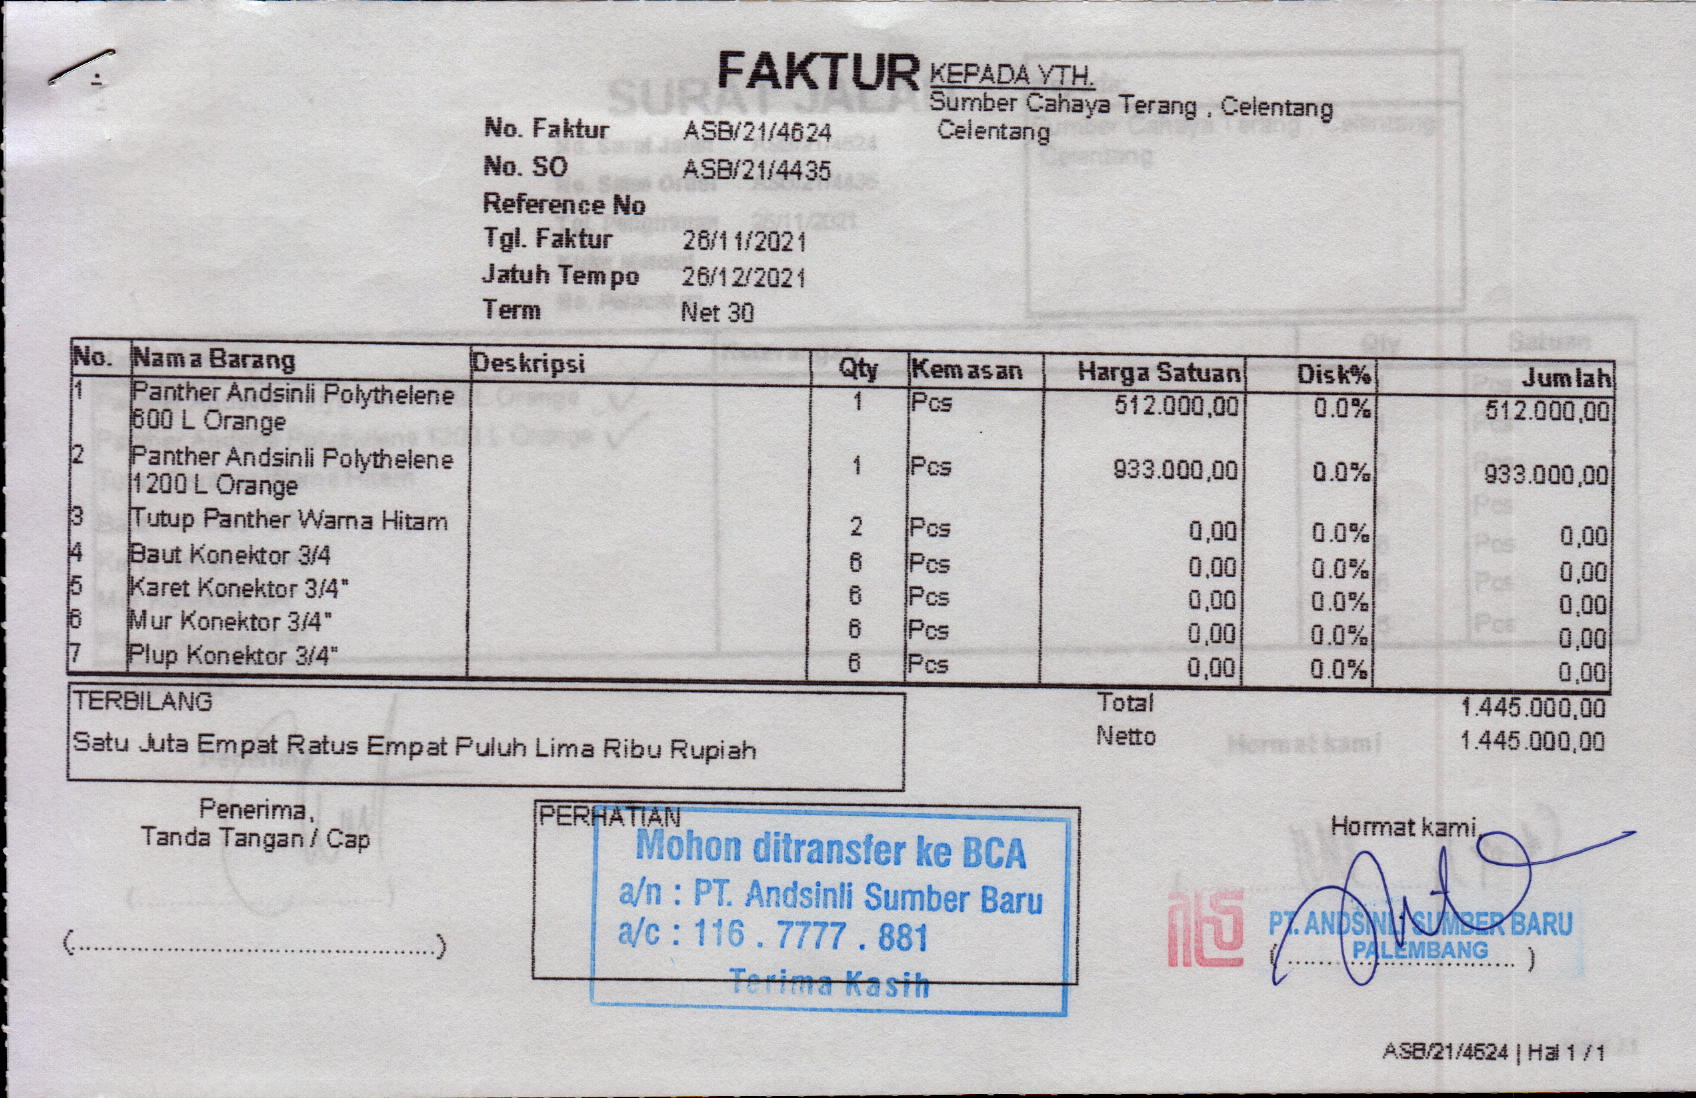 FAKTUR
KEPADA YTH.
Sumber Cahaya Terang , Celentang
Celentang
No. Faktur ASB/21/4624
No. SO ASB/21/4435
Reference No
Tgl. Faktur 26/11/2021
Jatuh Tempo 26/12/2021
Term Net 30
No. Nama Barang Deskripsi Qty Kemasan Harga Satuan Disk% Jumlah
1 Panther Andsinli Polythelene 1 Pcs 512.000,00 0.0% 512.000,00
600 L Orange
2 Panther Andsinli Polythelene 1 Pcs 933.000,00 0.0% 933.000,00
1200 L Orange
3 Tutup Panther Warna Hitam 2 Pcs 0,00 0.0% 0,00
4 Baut Konektor 3/4 6 Pcs 0,00 0.0% 0,00
5 Karet Konektor 3/4" 6 Pcs 0,00 0.0% 0,00
6 Mur Konektor 3/4" 6 Pcs 0,00 0.0% 0,00
7 Plup Konektor 3/4" 6 Pcs 0,00 0.0% 0,00
TERBILANG
Satu Juta Empat Ratus Empat Puluh Lima Ribu Rupiah
Total 1.445.000,00
Netto 1.445.000,00
Penerima,
Tanda Tangan / Cap
(..................................................)
PERHATIAN
Mohon ditransfer ke BCA
a/n : PT. Andsinli Sumber Baru
a/c : 116 . 7777 . 881
Terima Kasih
Hormat kami,
PT. ANDSINLI SUMBER BARU
PALEMBANG
(..................................)
ASB/21/4624 | Hal 1 / 1